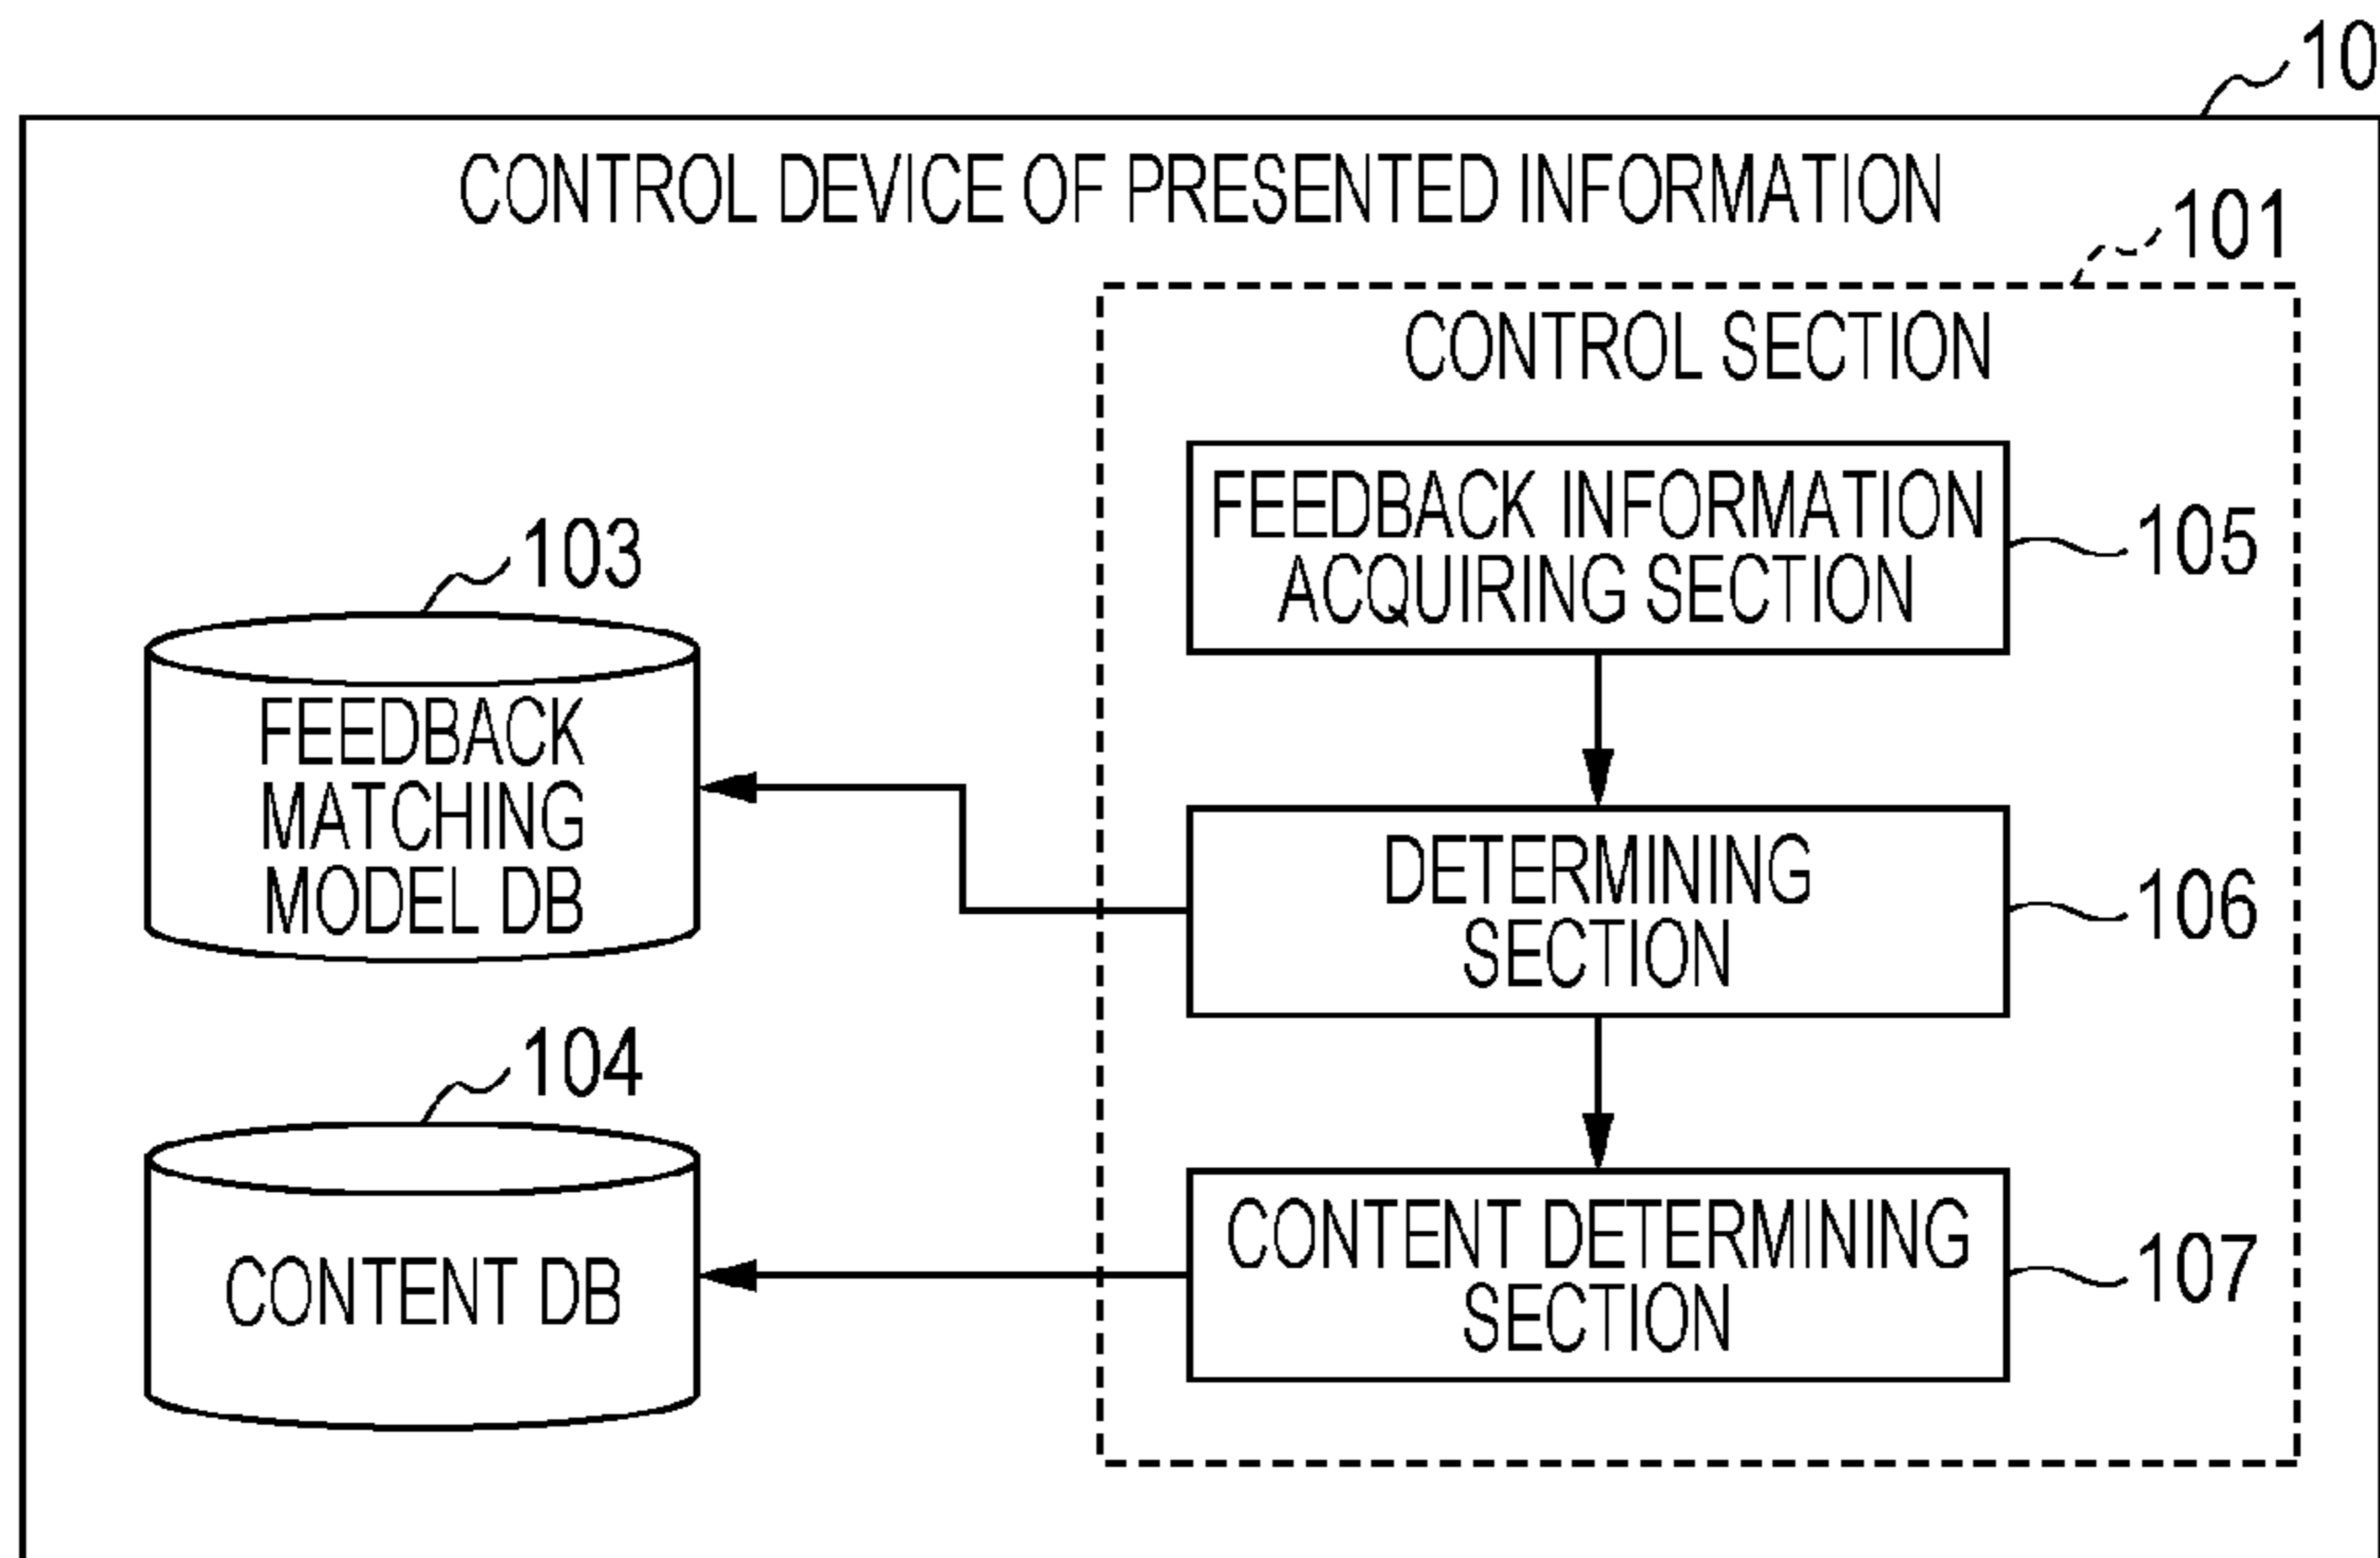 10
CONTROL DEVICE OF PRESENTED INFORMATION
101
CONTROL SECTION
FEEDBACK INFORMATION
ACQUIRING SECTION
105
103
FEEDBACK
MATCHING
MODEL DB
DETERMINING
SECTION
106
104
CONTENT DB
CONTENT DETERMINING
SECTION
107